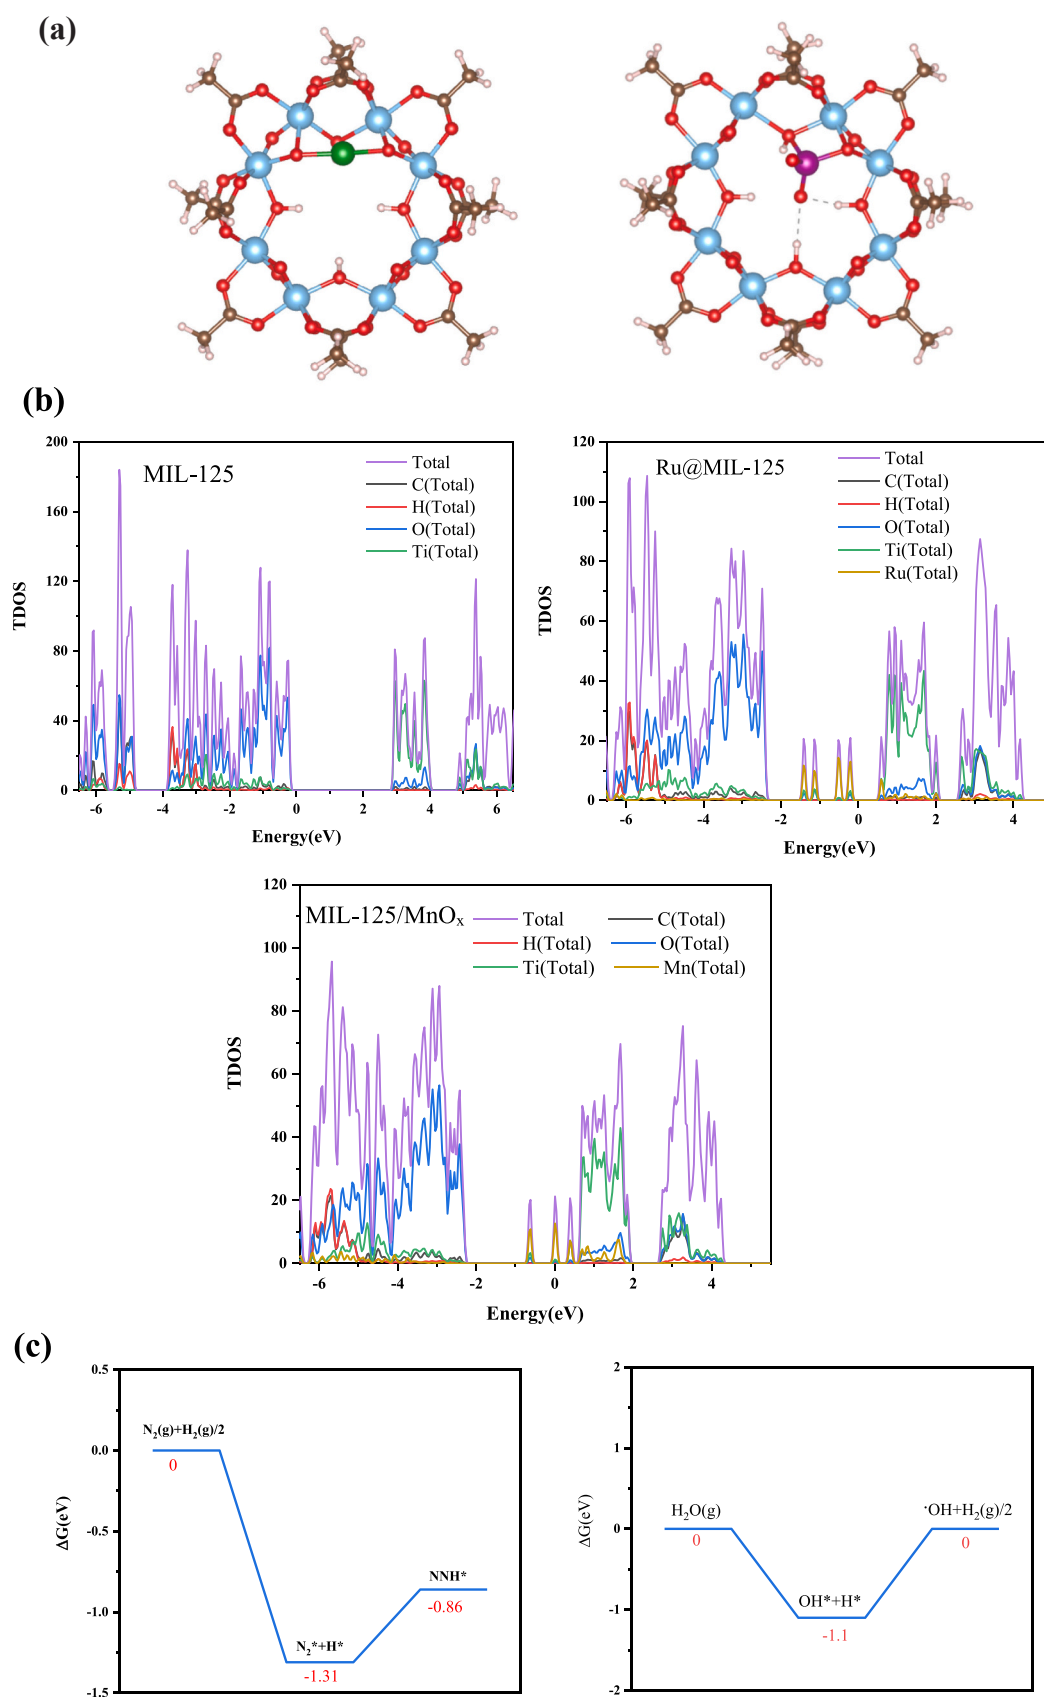 (a)
(b)
MIL-125
Total
C(Total)
H(Total)
O(Total)
Ti(Total)
200
160
120
80
40
0
TDOS
-6 -4 -2 0 2 4 6
Energy(eV)
Ru@MIL-125
Total
C(Total)
H(Total)
O(Total)
Ti(Total)
Ru(Total)
120
100
80
60
40
20
0
TDOS
-6 -4 -2 0 2 4
Energy(eV)
MIL-125/MnOₓ
Total C(Total)
H(Total) O(Total)
Ti(Total) Mn(Total)
120
100
80
60
40
20
0
TDOS
-6 -4 -2 0 2 4
Energy(eV)
(c)
0.5
0.0
-0.5
-1.0
-1.5
ΔG(eV)
N₂(g)+H₂(g)/2
0
NNH*
-0.86
N₂*+H*
-1.31
2
1
0
-1
-2
ΔG(eV)
H₂O(g)
0
·OH+H₂(g)/2
0
OH*+H*
-1.1